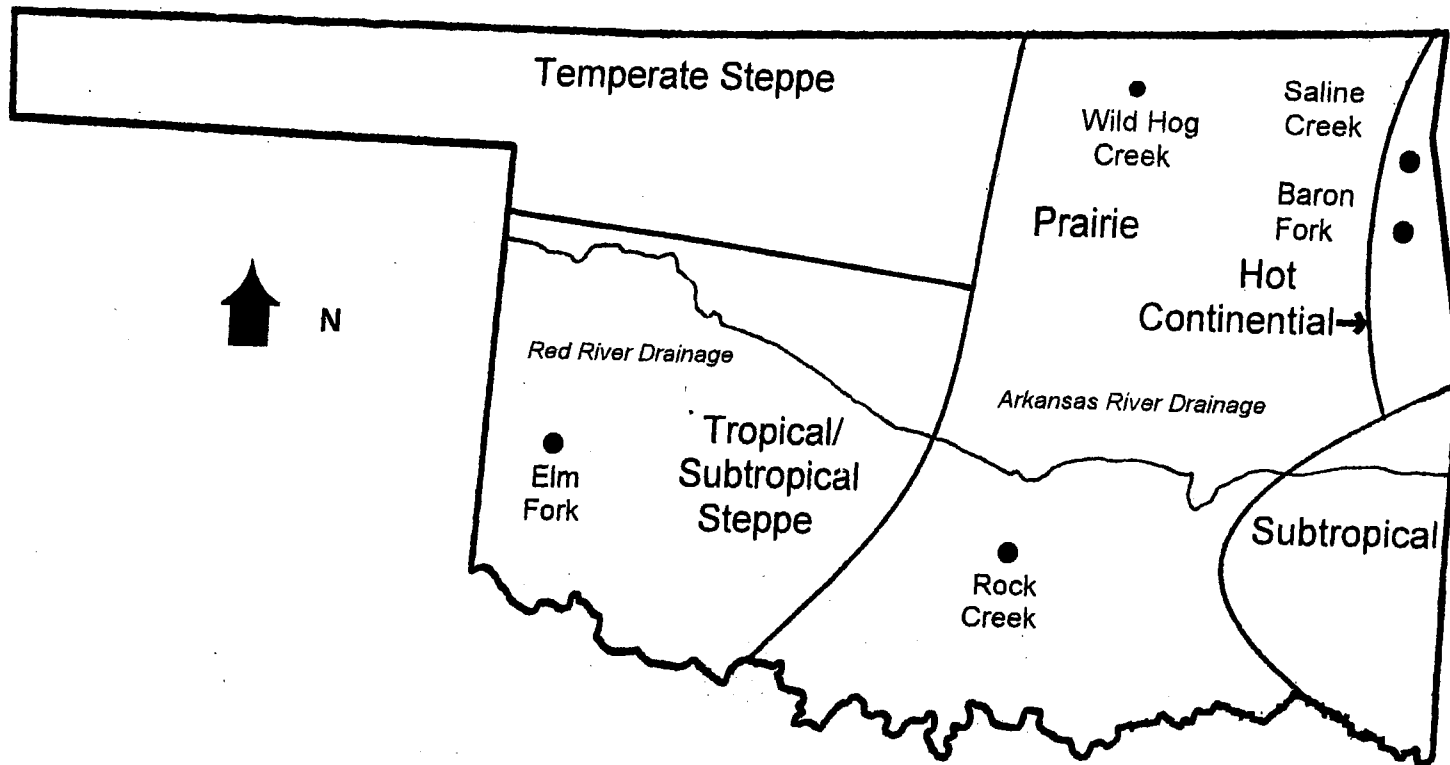 Temperate Steppe
Wild Hog
Creek
Saline
Creek
Baron
Fork
Prairie
Hot
Continential
N
Red River Drainage
Arkansas River Drainage
Tropical/
Subtropical
Steppe
Elm
Fork
Rock
Creek
Subtropical